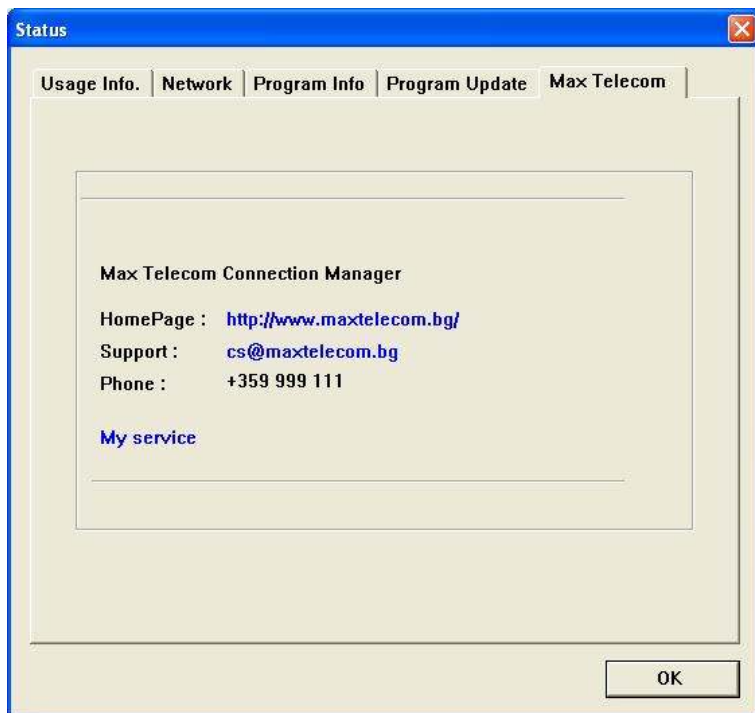 Status
Usage Info. Network Program Info Program Update Max Telecom
Max Telecom Connection Manager
HomePage : http://www.maxtelecom.bg/
Support : cs@maxtelecom.bg
Phone : +359 999 111
My service
OK